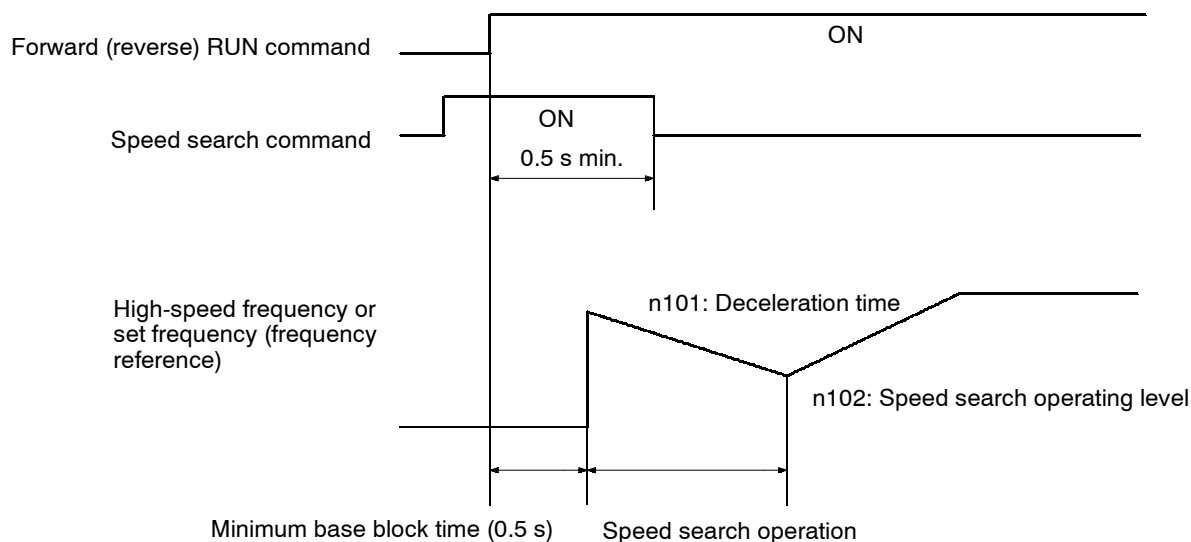 Forward (reverse) RUN command
ON
Speed search command
ON
0.5 s min.
High-speed frequency or
set frequency (frequency
reference)
n101: Deceleration time
n102: Speed search operating level
Minimum base block time (0.5 s)
Speed search operation